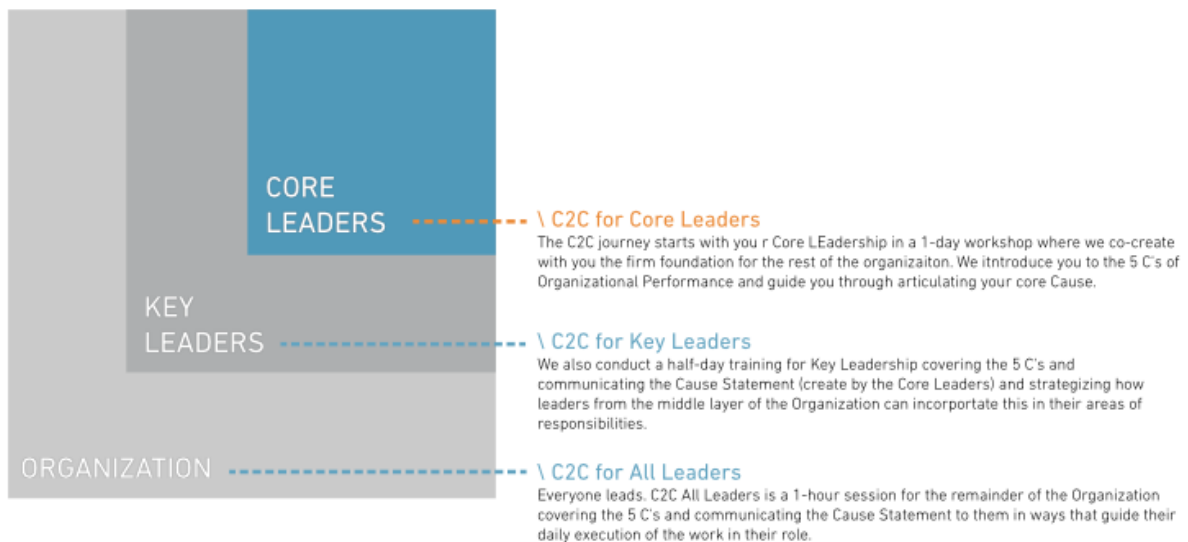 CORE
LEADERS
\ C2C for Core Leaders
The C2C journey starts with you r Core LEadership in a 1-day workshop where we co-create
with you the firm foundation for the rest of the organizaiton. We itntroduce you to the 5 C's of
Organizational Performance and guide you through articulating your core Cause.
KEY
LEADERS
\ C2C for Key Leaders
We also conduct a half-day training for Key Leadership covering the 5 C's and
communicating the Cause Statement (create by the Core Leaders) and strategizing how
leaders from the middle layer of the Organization can incorportate this in their areas of
responsibilities.
ORGANIZATION
\ C2C for All Leaders
Everyone leads. C2C All Leaders is a 1-hour session for the remainder of the Organization
covering the 5 C's and communicating the Cause Statement to them in ways that guide their
daily execution of the work in their role.